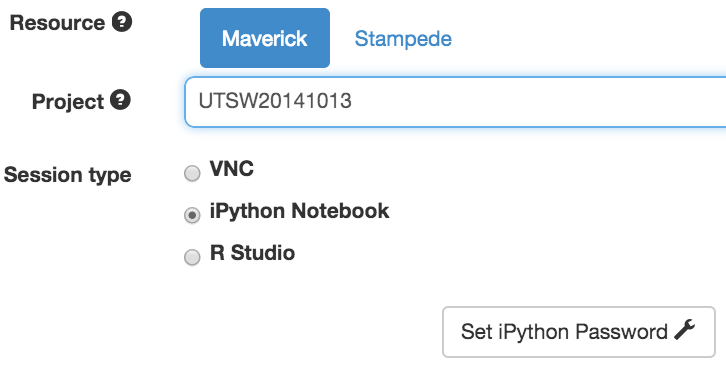 Resource ?
Maverick Stampede
Project ?
UTSW20141013
Session type
VNC
iPython Notebook
R Studio
Set iPython Password